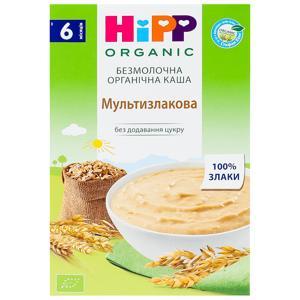 6 місяців
HiPP
ORGANIC
БЕЗМОЛОЧНА
ОРГАНІЧНА КАША
Мультизлакова
без додавання цукру
100%
ЗЛАКИ